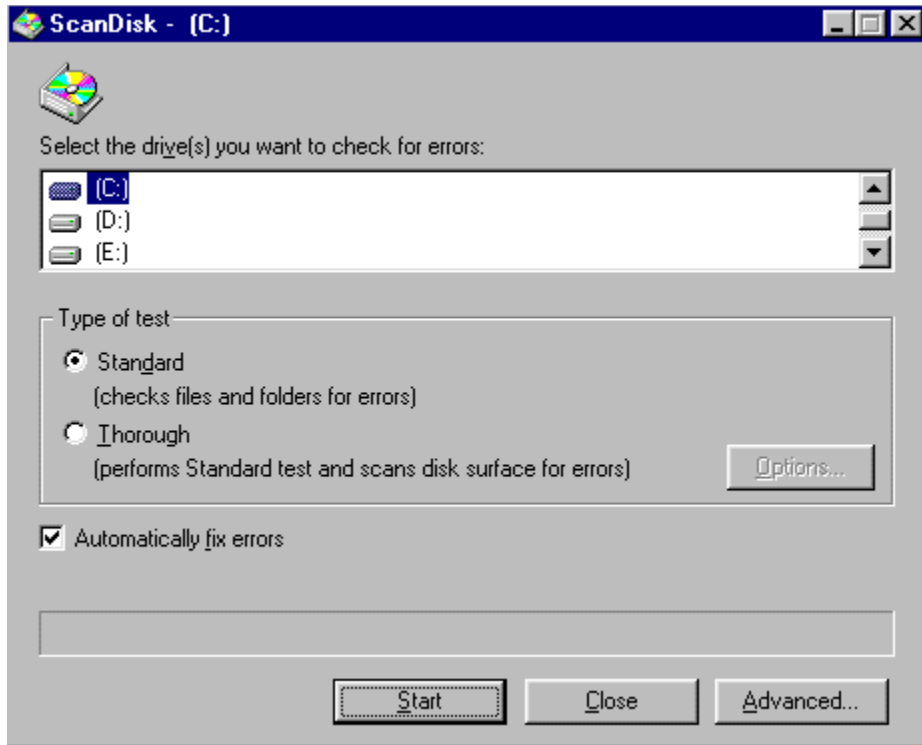 ScanDisk - (C:)
Select the drive(s) you want to check for errors:
(C:)
(D:)
(E:)
Type of test
Standard
(checks files and folders for errors)
Thorough
(performs Standard test and scans disk surface for errors)
Options...
Automatically fix errors
Start Close Advanced...